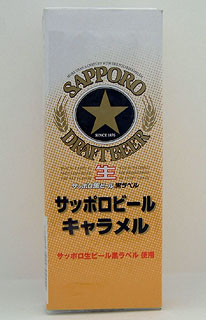 SAPPORO
SINCE 1876
DRAFT BEER
生
サッポロ生ビール黒ラベル
サッポロビール
キャラメル
サッポロ生ビール黒ラベル 使用